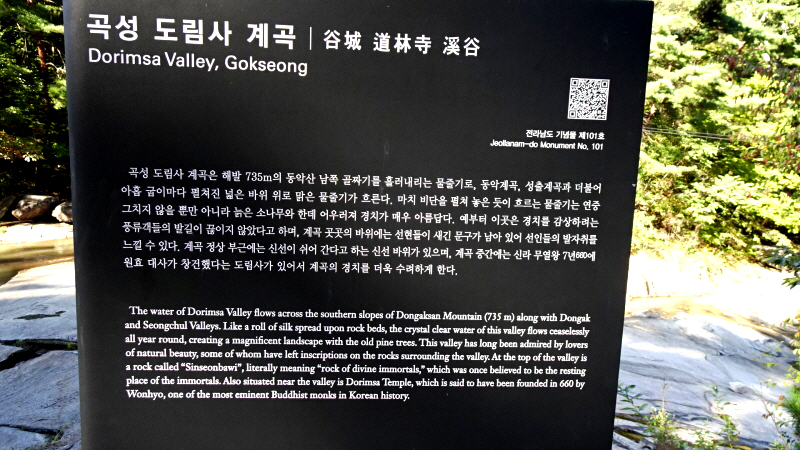 곡성 도림사 계곡 | 谷城 道林寺 溪谷
Dorimsa Valley, Gokseong
전라남도 기념물 제101호
Jeollanam-do Monument No. 101
곡성 도림사 계곡은 해발 735m의 동악산 남쪽 골짜기를 흘러내리는 물줄기로, 동악계곡, 성출계곡과 더불어
아홉 굽이마다 펼쳐진 넓은 바위 위로 맑은 물줄기가 흐른다. 마치 비단을 펼쳐 놓은 듯이 흐르는 물줄기는 연중
그치지 않을 뿐만 아니라 늙은 소나무와 한데 어우러져 경치가 매우 아름답다. 예부터 이곳은 경치를 감상하려는
풍류객들의 발길이 끊이지 않았다고 하며, 계곡 곳곳의 바위에는 선현들이 새긴 문구가 남아 있어 선인들의 발자취를
느낄 수 있다. 계곡 정상 부근에는 신선이 쉬어 간다고 하는 신선 바위가 있으며, 계곡 중간에는 신라 무열왕 7년660에
원효 대사가 창건했다는 도림사가 있어서 계곡의 경치를 더욱 수려하게 한다.
The water of Dorimsa Valley flows across the southern slopes of Dongaksan Mountain (735 m) along with Dongak
and Seongchul Valleys. Like a roll of silk spread upon rock beds, the crystal clear water of this valley flows ceaselessly
all year round, creating a magnificent landscape with the old pine trees. This valley has long been admired by lovers
of natural beauty, some of whom have left inscriptions on the rocks surrounding the valley. At the top of the valley is
a rock called “Sinseonbawi”, literally meaning “rock of divine immortals,” which was once believed to be the resting
place of the immortals. Also situated near the valley is Dorimsa Temple, which is said to have been founded in 660 by
Wonhyo, one of the most eminent Buddhist monks in Korean history.